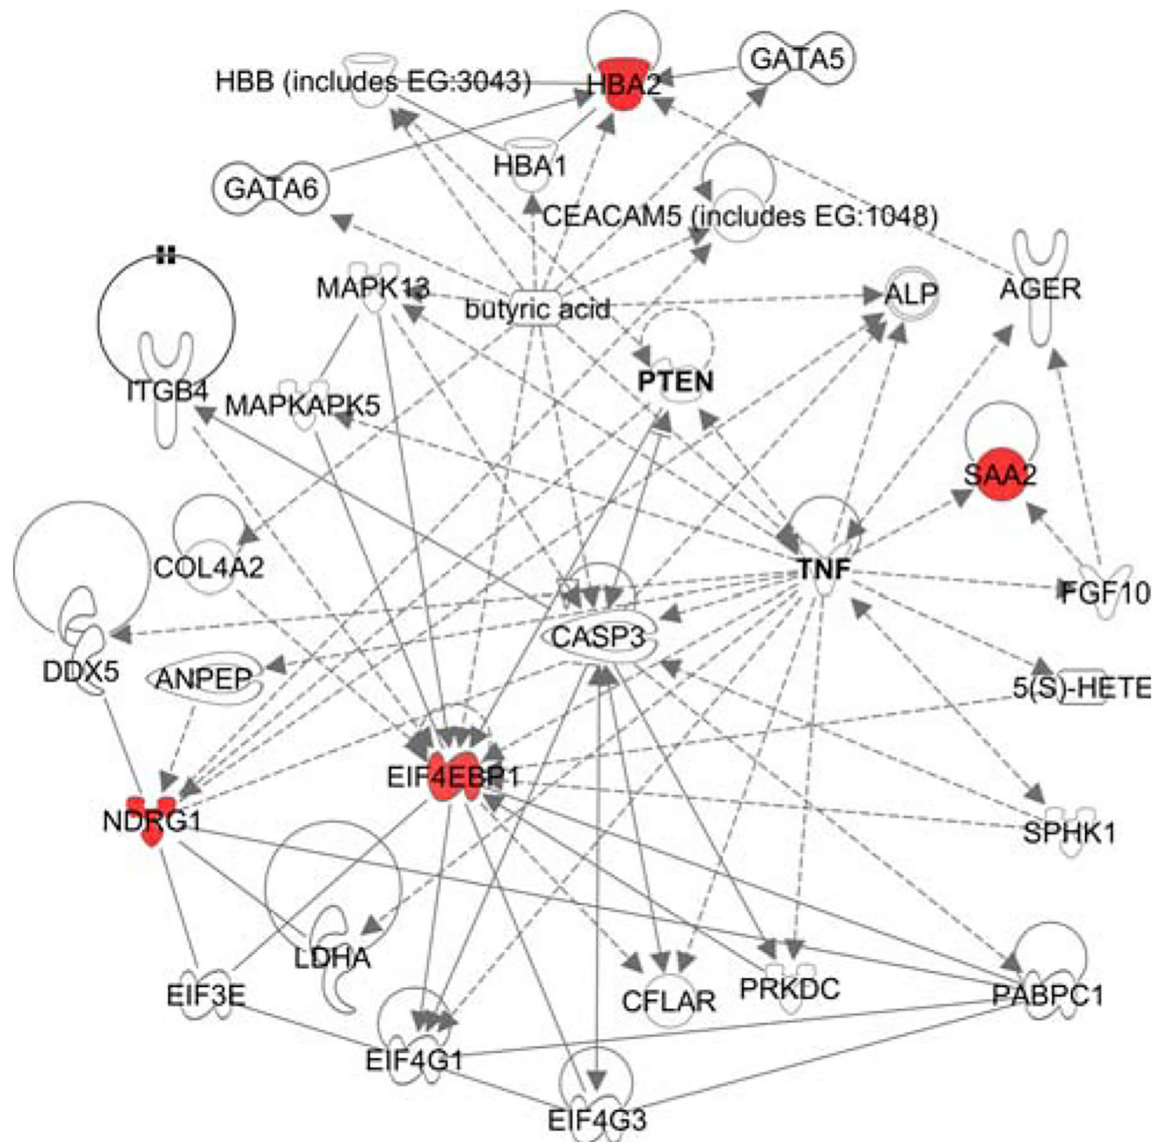 GATA5
HBB (includes EG:3043)
HBA2
HBA1
GATA6
CEACAM5 (includes EG:1048)
MAPK13
butyric acid
ALP
AGER
PTEN
ITGB4
MAPKAPK5
SAA2
COL4A2
TNF
FGF10
CASP3
DDX5
ANPEP
5(S)-HETE
EIF4EBP1
NDRG1
SPHK1
LDHA
EIF3E
CFLAR
PRKDC
PABPC1
EIF4G1
EIF4G3